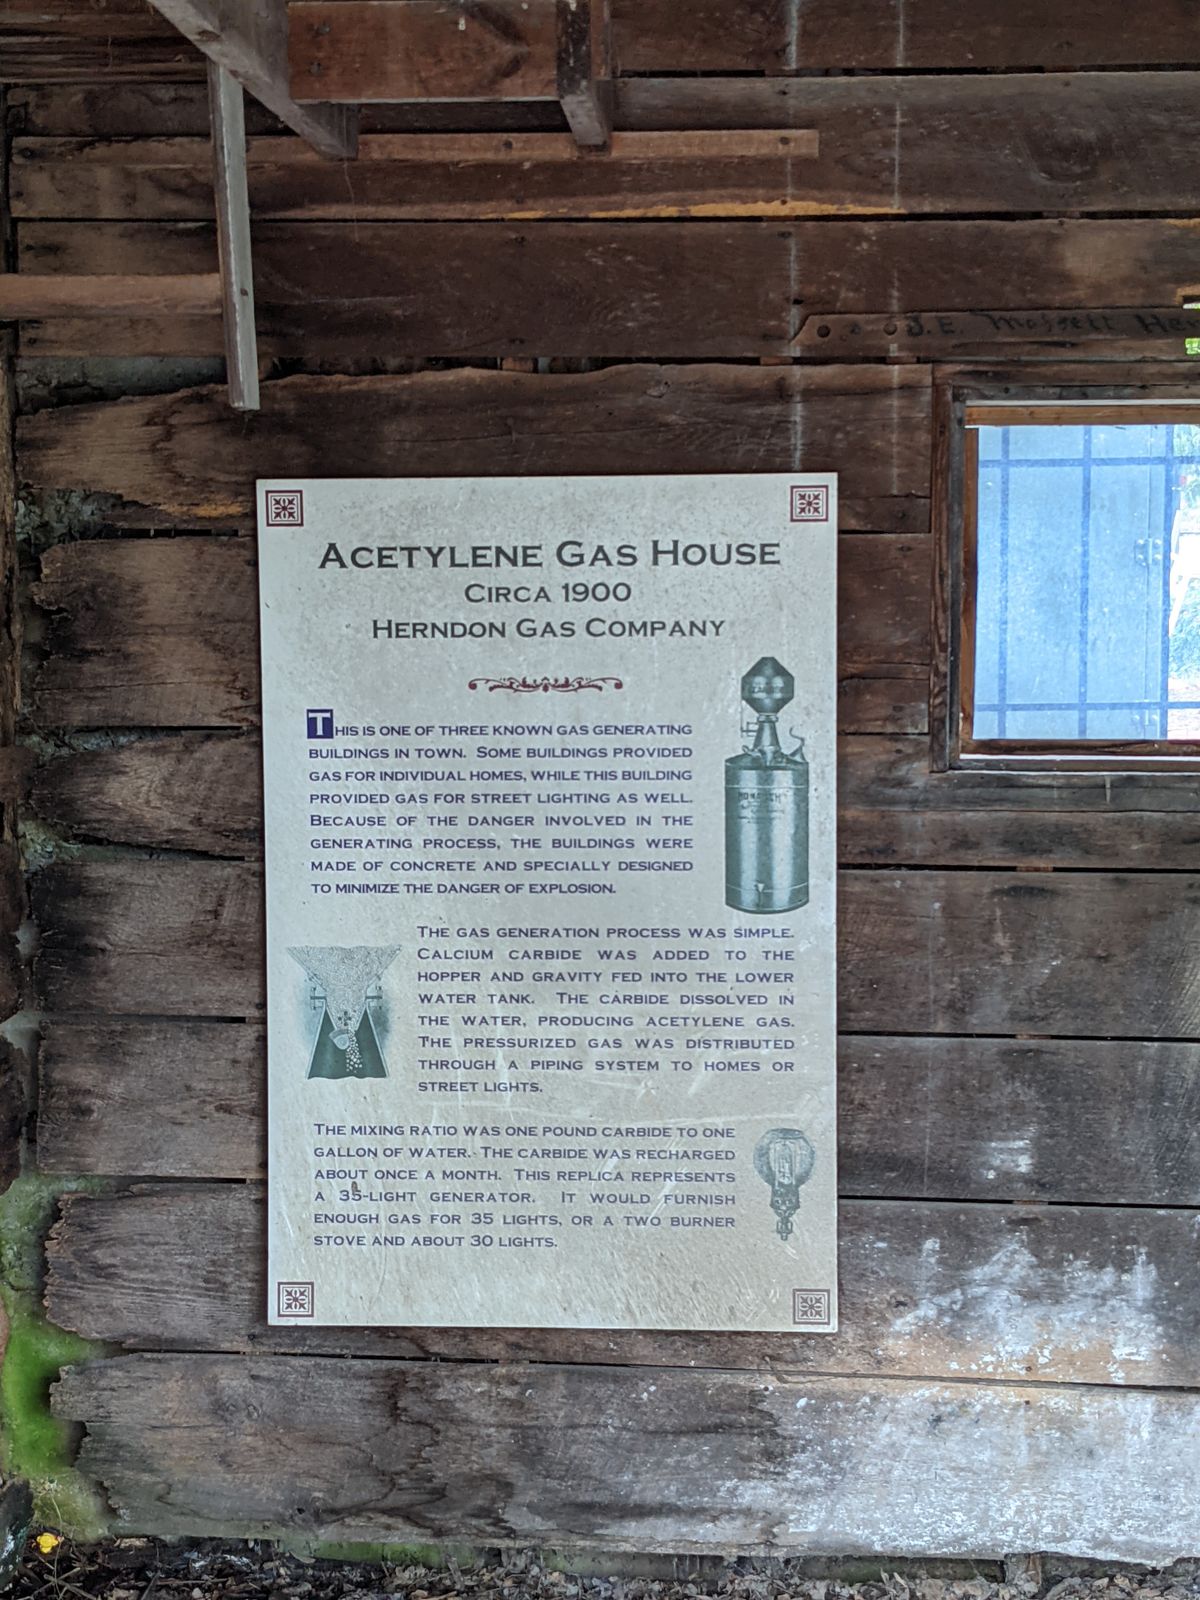 J.E. Moffett Her
ACETYLENE GAS HOUSE
CIRCA 1900
HERNDON GAS COMPANY
THIS IS ONE OF THREE KNOWN GAS GENERATING
BUILDINGS IN TOWN. SOME BUILDINGS PROVIDED
GAS FOR INDIVIDUAL HOMES, WHILE THIS BUILDING
PROVIDED GAS FOR STREET LIGHTING AS WELL.
BECAUSE OF THE DANGER INVOLVED IN THE
GENERATING PROCESS, THE BUILDINGS WERE
MADE OF CONCRETE AND SPECIALLY DESIGNED
TO MINIMIZE THE DANGER OF EXPLOSION.
THE GAS GENERATION PROCESS WAS SIMPLE.
CALCIUM CARBIDE WAS ADDED TO THE
HOPPER AND GRAVITY FED INTO THE LOWER
WATER TANK. THE CARBIDE DISSOLVED IN
THE WATER, PRODUCING ACETYLENE GAS.
THE PRESSURIZED GAS WAS DISTRIBUTED
THROUGH A PIPING SYSTEM TO HOMES OR
STREET LIGHTS.
THE MIXING RATIO WAS ONE POUND CARBIDE TO ONE
GALLON OF WATER. THE CARBIDE WAS RECHARGED
ABOUT ONCE A MONTH. THIS REPLICA REPRESENTS
A 35-LIGHT GENERATOR. IT WOULD FURNISH
ENOUGH GAS FOR 35 LIGHTS, OR A TWO BURNER
STOVE AND ABOUT 30 LIGHTS.